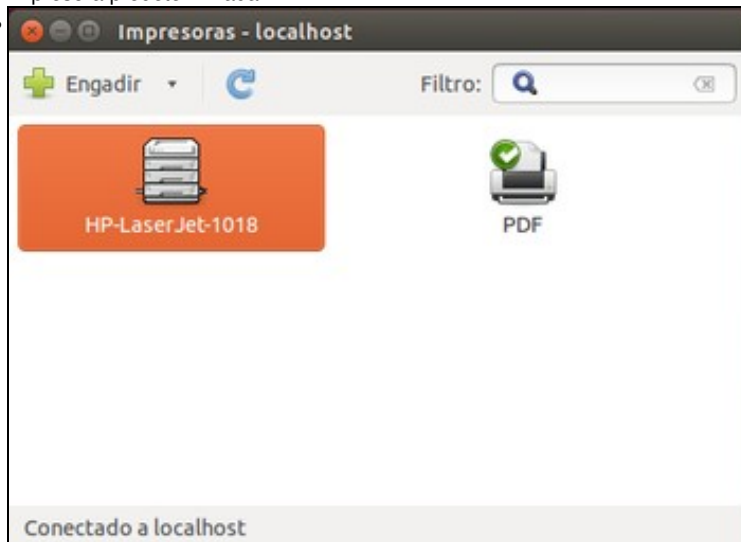 Impresoras - localhost
Engadir
Filtro:
HP-LaserJet-1018
PDF
Conectado a localhost